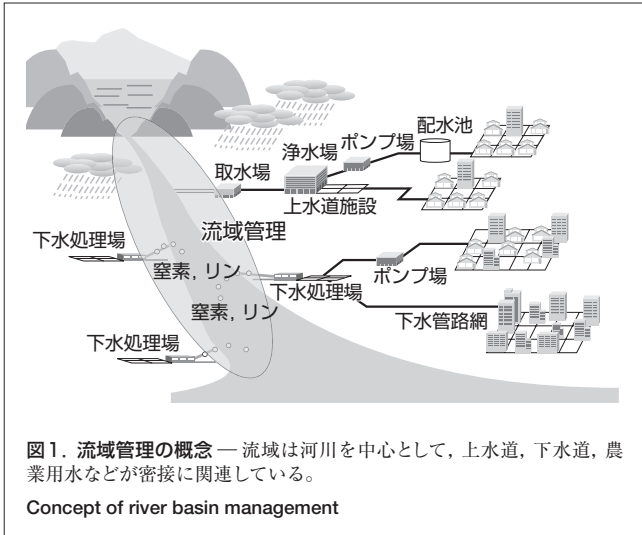 配水池
ポンプ場
浄水場
取水場
上水道施設
流域管理
下水処理場
窒素，リン
下水処理場
ポンプ場
窒素，リン
下水管路網
下水処理場
図1．流域管理の概念 — 流域は河川を中心として，上水道，下水道，農
業用水などが密接に関連している。
Concept of river basin management